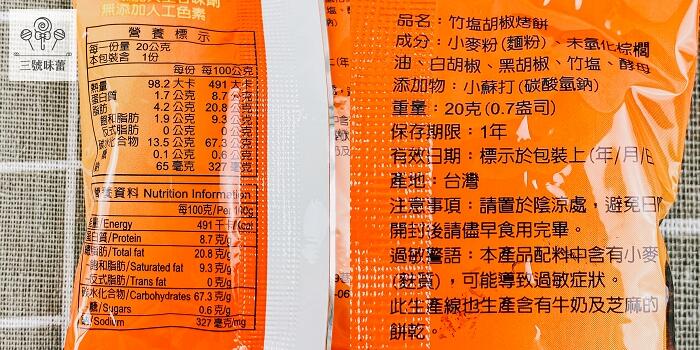 三號味蕾
無添加人工色素
營養標示
每一份量 20公克
本包裝含 1份
每份 每100公克
熱量 98.2 大卡 491 大卡
蛋白質 1.7 公克 8.7
脂肪 4.2 公克 20.8 公克
飽和脂肪 1.9 公克 9.3 公克
反式脂肪 0 公克 0 公克
碳水化合物 13.5 公克 67.3
0.1 公克 0.6 公克
65 毫克 327 毫克
營養資料 Nutrition Information
每100克/Per 100g
/Energy 491 千卡/kcal
蛋白質/Protein 8.7 克/g
脂肪/Total fat 20.8 克/g
飽和脂肪/Saturated fat 9.3 克/g
反式脂肪/Trans fat 0 克/g
碳水化合物/Carbohydrates 67.3 克/g
糖/Sugars 0.6 克/g
/Sodium 327 毫克/mg
品名：竹塩胡椒烤餅
成分：小麥粉(麵粉)、未氫化棕櫚
油、白胡椒、黑胡椒、竹塩、酵母
添加物：小蘇打(碳酸氫鈉)
重量：20克(0.7盎司)
保存期限：1年
有效日期：標示於包裝上(年/月/
產地：台灣
注意事項：請置於陰涼處，避免日
開封後請儘早食用完畢。
過敏警語：本產品配料中含有小麥
(麩質)，可能導致過敏症狀。
此生產線也生產含有牛奶及芝麻的
餅乾。